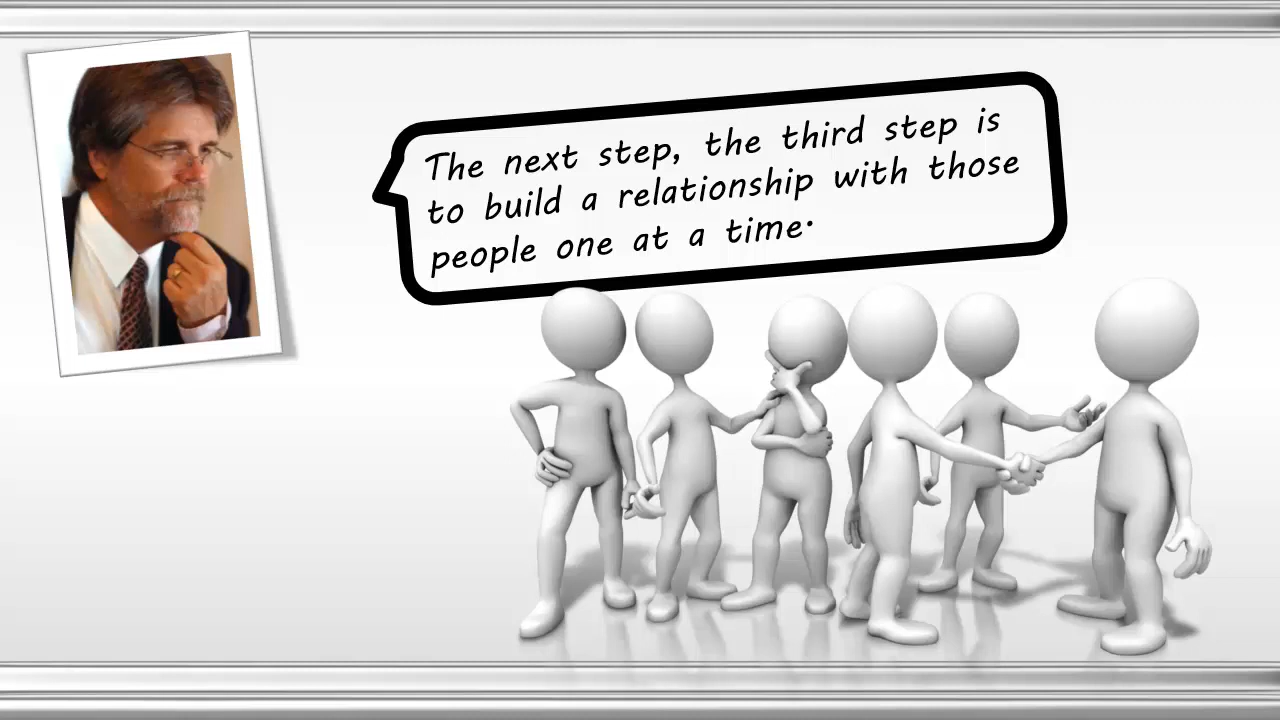 The next step, the third step is
to build a relationship with those
people one at a time.